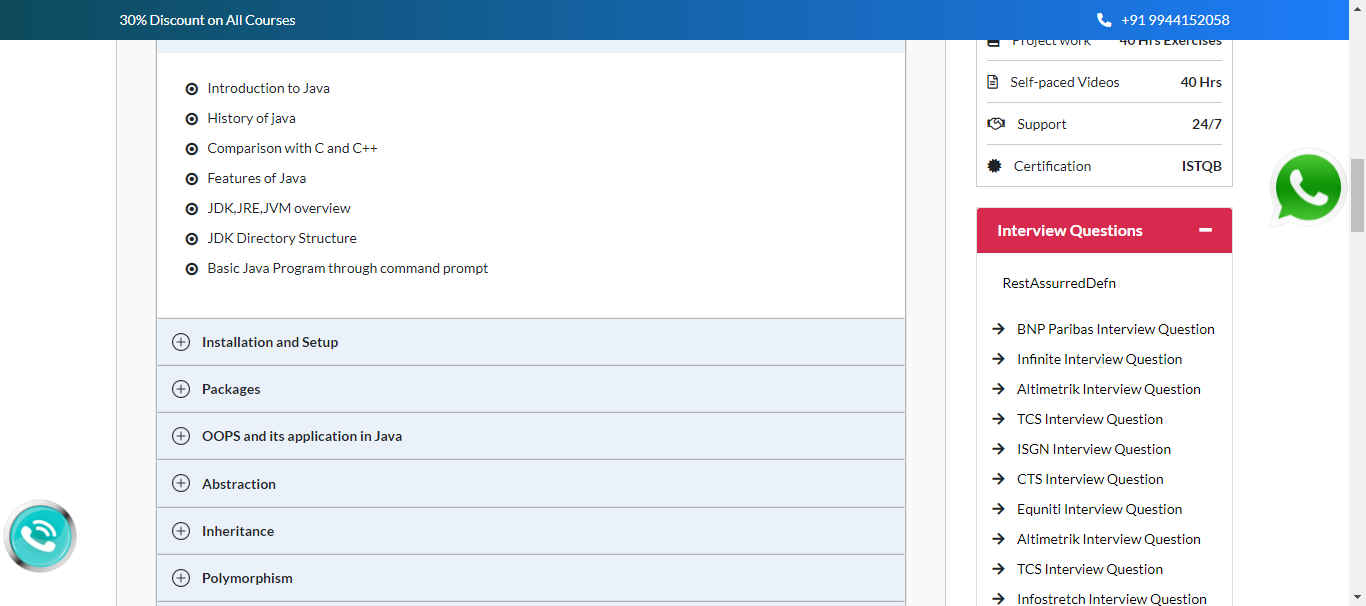 30% Discount on All Courses
+91 9944152058
Introduction to Java
History of java
Comparison with C and C++
Features of Java
JDK,JRE,JVM overview
JDK Directory Structure
Basic Java Program through command prompt
Installation and Setup
Packages
OOPS and its application in Java
Abstraction
Inheritance
Polymorphism
Project work 40 Hrs Exercises
Self-paced Videos 40 Hrs
Support 24/7
Certification ISTQB
Interview Questions
RestAssurredDefn
BNP Paribas Interview Question
Infinite Interview Question
Altimetrik Interview Question
TCS Interview Question
ISGN Interview Question
CTS Interview Question
Equniti Interview Question
Altimetrik Interview Question
TCS Interview Question
Infostretch Interview Question